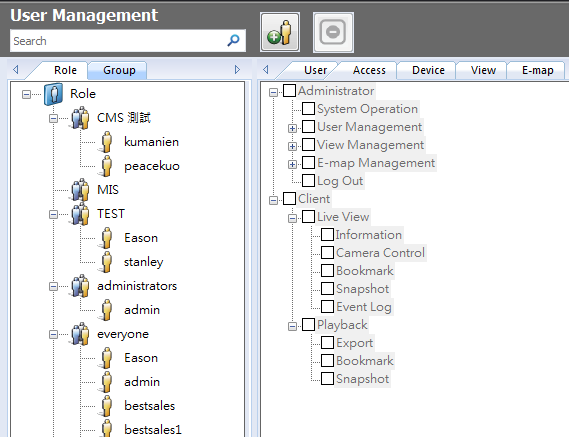 User Management
Search
Role Group
User Access Device View E-map
Role
CMS 測試
kumanien
peacekuo
MIS
TEST
Eason
stanley
administrators
admin
everyone
Eason
admin
bestsales
bestsales1
Administrator
System Operation
User Management
View Management
E-map Management
Log Out
Client
Live View
Information
Camera Control
Bookmark
Snapshot
Event Log
Playback
Export
Bookmark
Snapshot